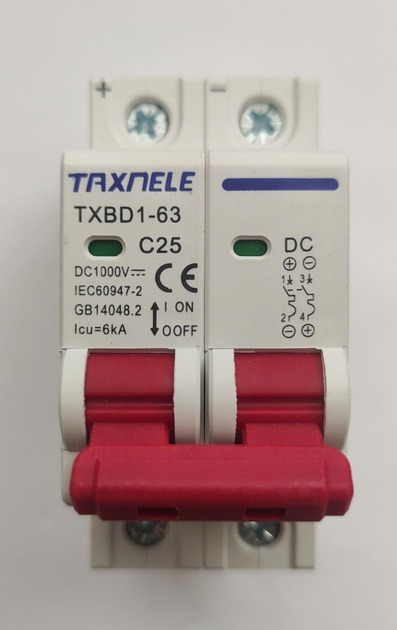 + -
TAXNELE
TXBD1-63
C25
DC1000V⎓
IEC60947-2
GB14048.2
Icu=6kA
CE
I ON
O OFF
DC
⊕ ⊖
1 3
2 4
⊖ ⊕